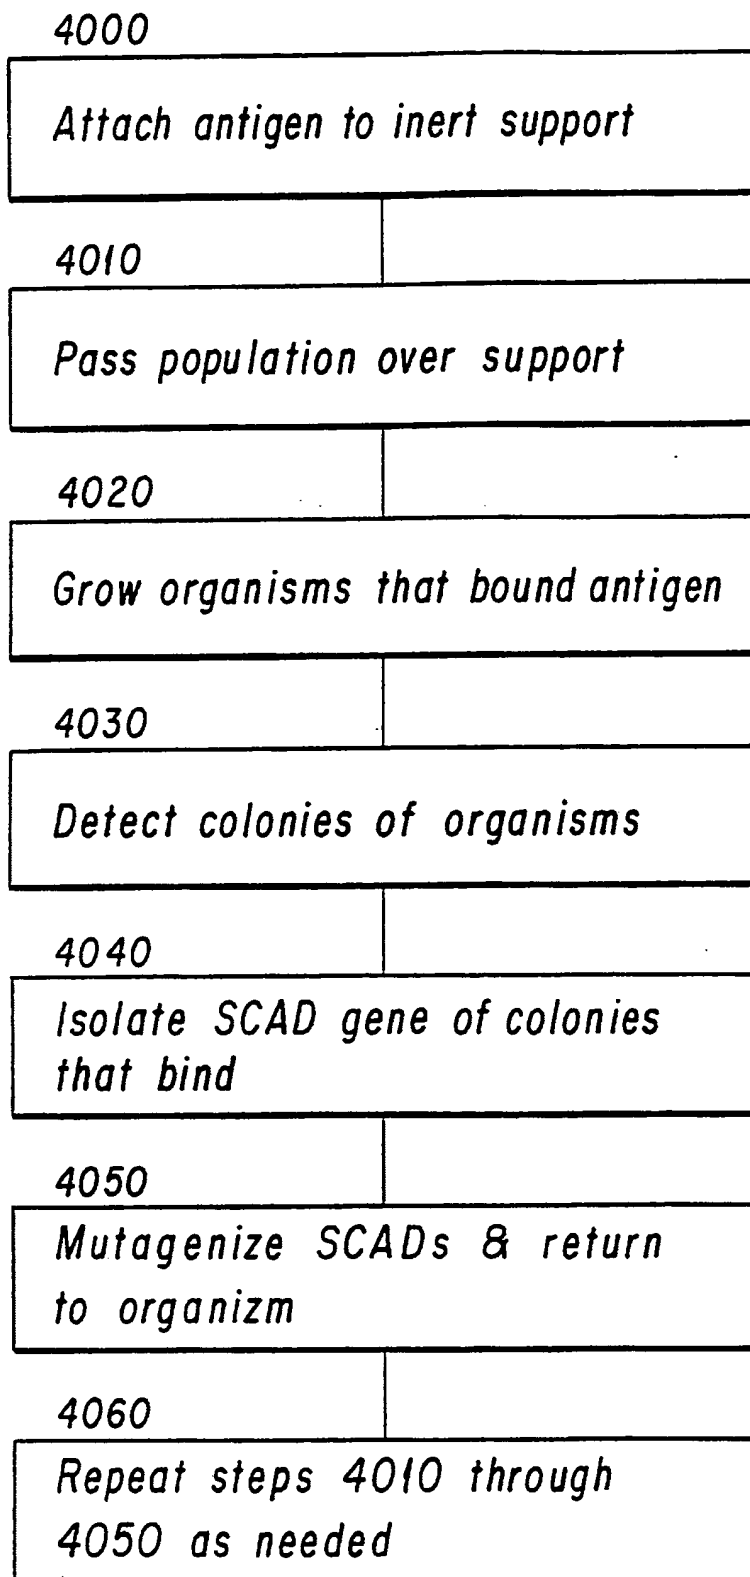 4000
Attach antigen to inert support
4010
Pass population over support
4020
Grow organisms that bound antigen
4030
Detect colonies of organisms
4040
Isolate SCAD gene of colonies
that bind
4050
Mutagenize SCADs & return
to organizm
4060
Repeat steps 4010 through
4050 as needed